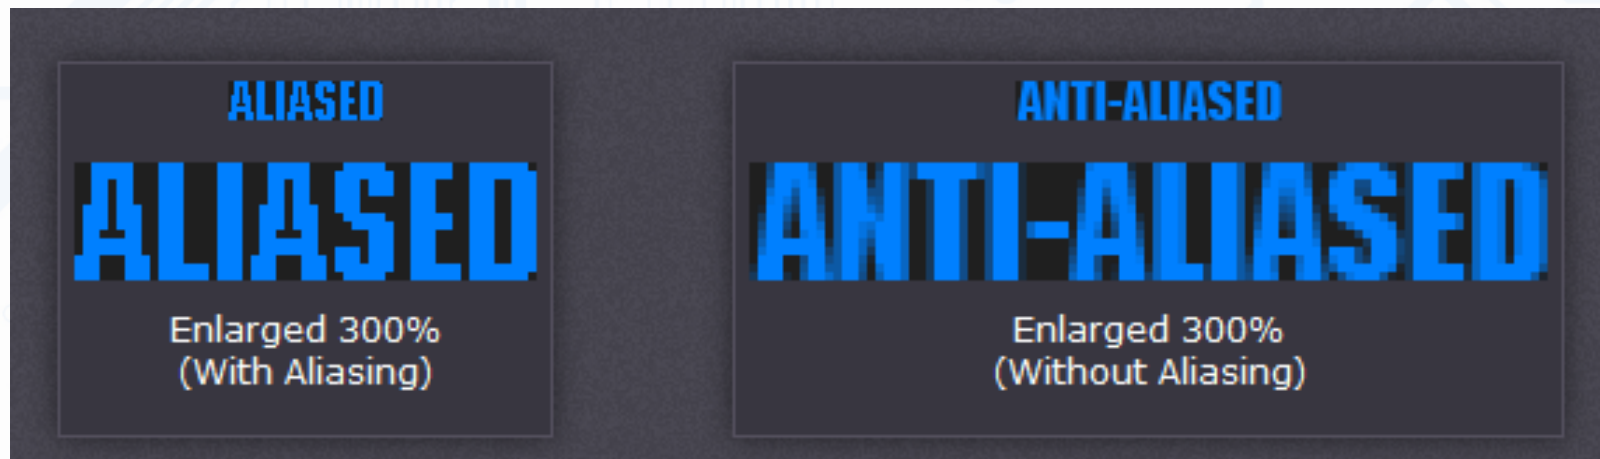 ALIASED
ALIASED
Enlarged 300%
(With Aliasing)
ANTI-ALIASED
ANTI-ALIASED
Enlarged 300%
(Without Aliasing)